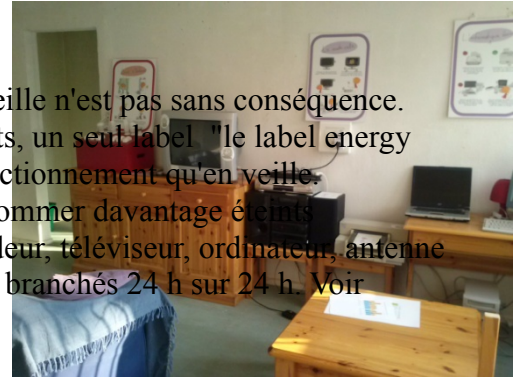 eille n'est pas sans conséquence.
ts, un seul label "le label energy
ctionnement qu'en veille.
ommer davantage éteints
deur, téléviseur, ordinateur, antenne
branchés 24 h sur 24 h. Voir